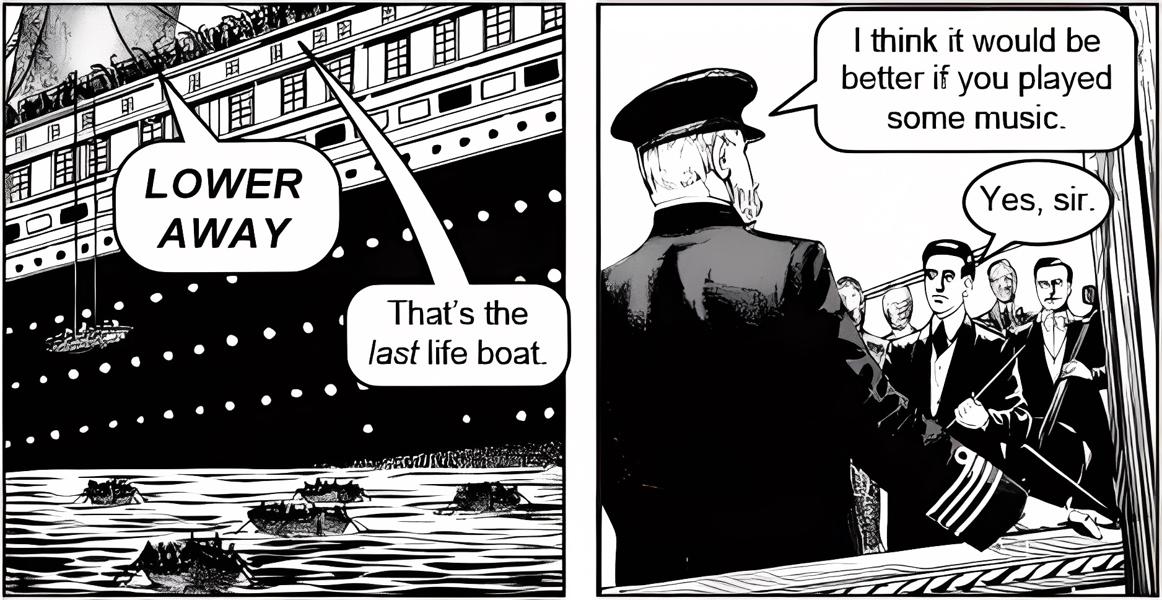 LOWER
AWAY
That's the
last life boat.
I think it would be
better if you played
some music.
Yes, sir.